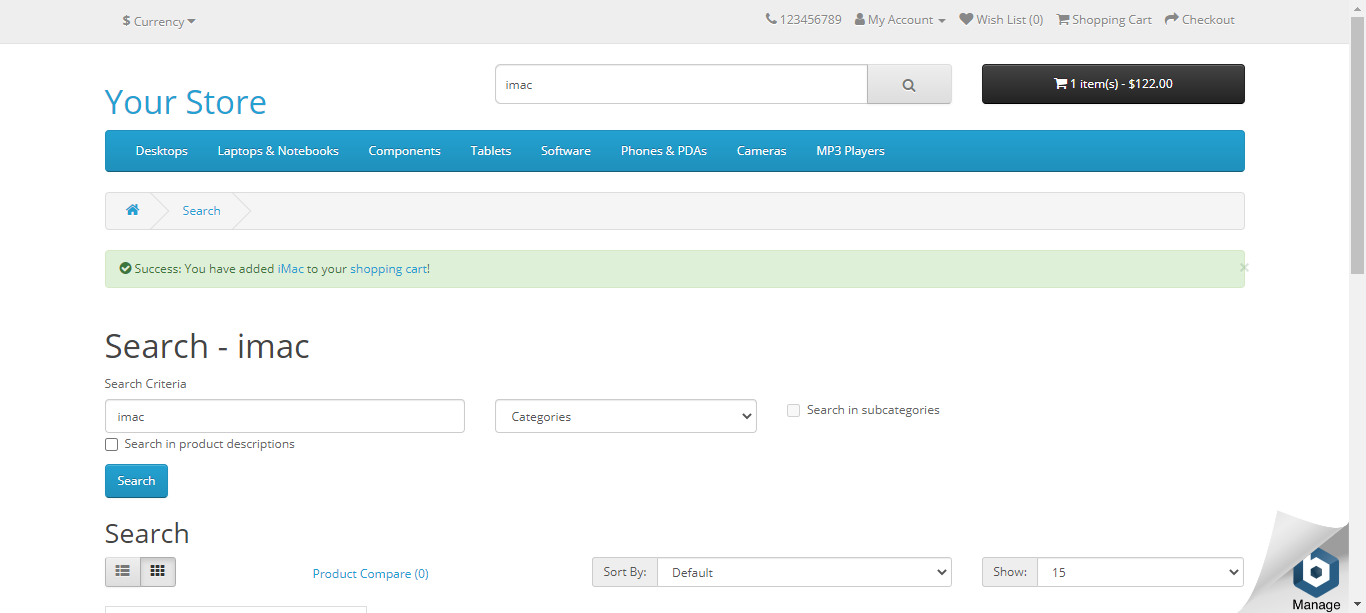 $ Currency
123456789 My Account Wish List (0) Shopping Cart Checkout
Your Store
imac
1 item(s) - $122.00
Desktops Laptops & Notebooks Components Tablets Software Phones & PDAs Cameras MP3 Players
Search
Success: You have added iMac to your shopping cart!
×
Search - imac
Search Criteria
imac Categories Search in subcategories
Search in product descriptions
Search
Search
Product Compare (0) Sort By: Default Show: 15
b
Manage